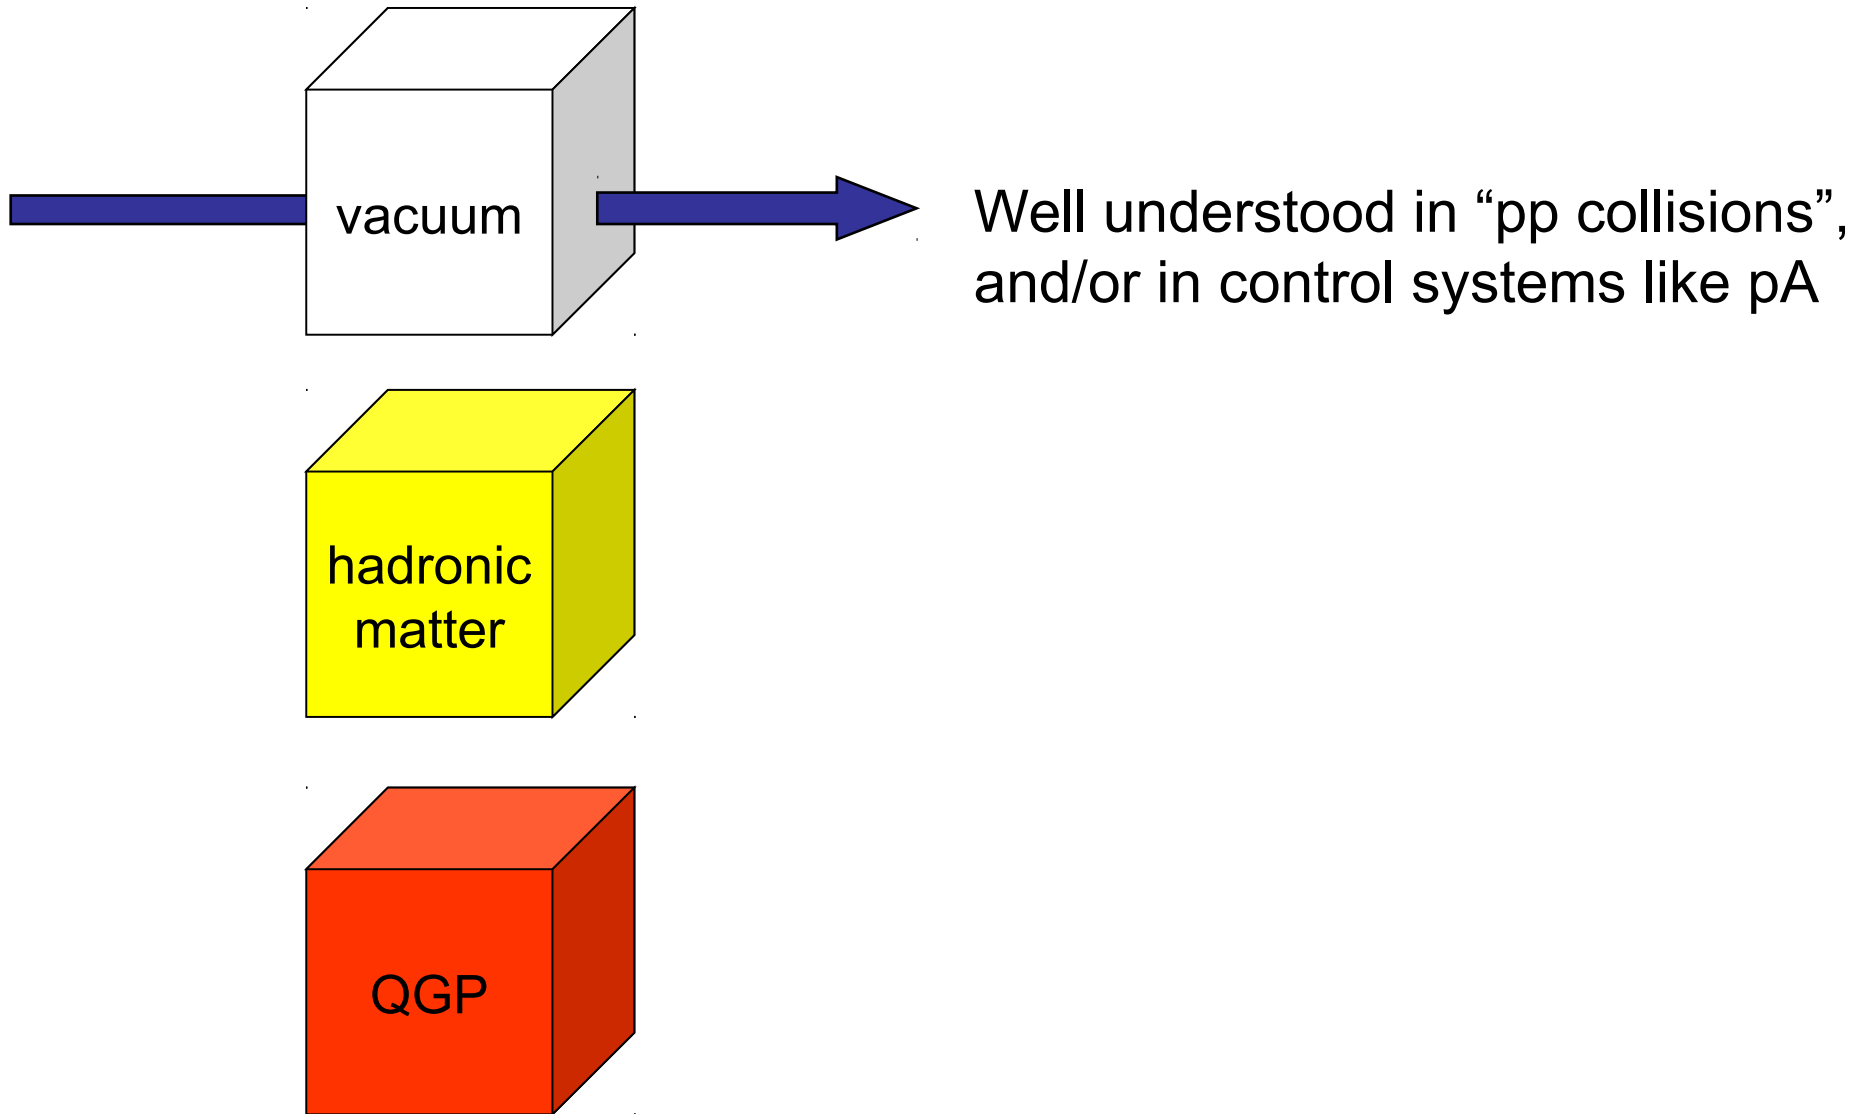 vacuum
Well understood in “pp collisions”,
and/or in control systems like pA
hadronic
matter
QGP